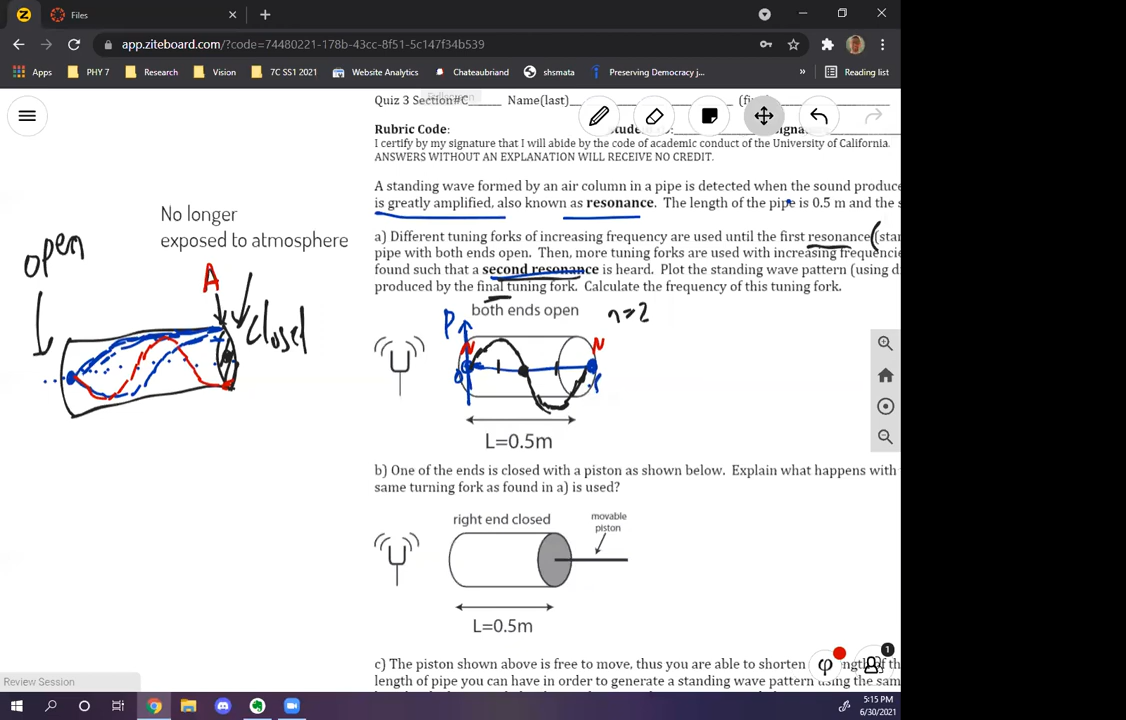 Files
app.ziteboard.com/?code=74480221-178b-43cc-8f51-5c147f34b539
Apps PHY 7 Research Vision 7C SS1 2021 Website Analytics Chateaubriand shsmata Preserving Democracy j... » Reading list
Quiz 3 Section#C_____ Name(last)
Rubric Code:
I certify by my signature that I will abide by the code of academic conduct of the University of California.
ANSWERS WITHOUT AN EXPLANATION WILL RECEIVE NO CREDIT.
A standing wave formed by an air column in a pipe is detected when the sound produce
is greatly amplified, also known as resonance. The length of the pipe is 0.5 m and the s
a) Different tuning forks of increasing frequency are used until the first resonance (star
pipe with both ends open. Then, more tuning forks are used with increasing frequencie
found such that a second resonance is heard. Plot the standing wave pattern (using di
produced by the final tuning fork. Calculate the frequency of this tuning fork.
both ends open
n=2
P
N
N
L=0.5m
No longer
exposed to atmosphere
open
A
closed
b) One of the ends is closed with a piston as shown below. Explain what happens with
same turning fork as found in a) is used?
right end closed
movable
piston
L=0.5m
c) The piston shown above is free to move, thus you are able to shorten
length of pipe you can have in order to generate a standing wave pattern using the sam
1
Review Session
5:15 PM
6/30/2021